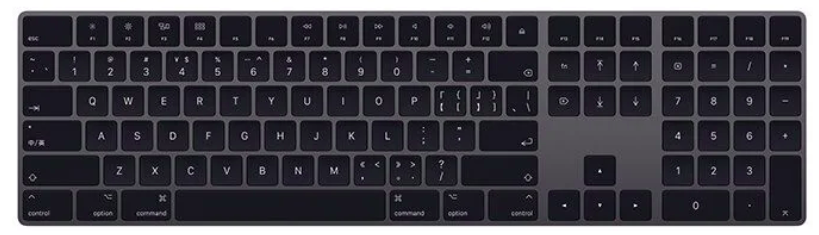 esc F1 F2 F3 F4 F5 F6 F7 F8 F9 F10 F11 F12 F13 F14 F15 F16 F17 F18 F19
~ ! @ # ¥ $ % ^ & * ( ) – +
· ` 1 2 3 4 5 6 7 8 9 0 - = fn = / *
Q W E R T Y U I O P 「 【 { [ 」 】 } ] | \ 7 8 9 –
中/英 A S D F G H J K L : ; " ' 4 5 6 +
Z X C V B N M 《 < , 》 > . ? / 1 2 3
control option command command option control 0 .